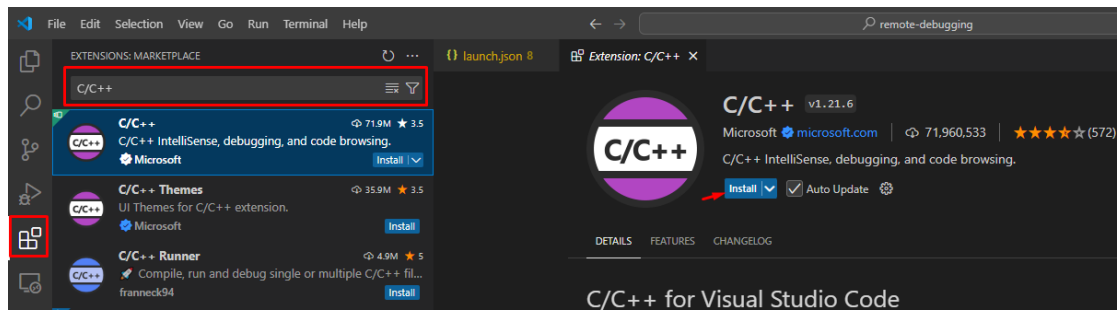 File Edit Selection View Go Run Terminal Help
remote-debugging
EXTENSIONS: MARKETPLACE
C/C++
C/C++ 71.9M ★ 3.5
C/C++ IntelliSense, debugging, and code browsing.
Microsoft Install
C/C++
C/C++ Themes 35.9M ★ 3.5
UI Themes for C/C++ extension.
Microsoft Install
C/C++
C/C++ Runner 4.9M ★ 5
Compile, run and debug single or multiple C/C++ fil...
franneck94 Install
C/C++
{} launch.json 8
Extension: C/C++ ×
C/C++
C/C++ v1.21.6
Microsoft microsoft.com 71,960,533 ★★★★☆(572)
C/C++ IntelliSense, debugging, and code browsing.
Install Auto Update
DETAILS FEATURES CHANGELOG
C/C++ for Visual Studio Code